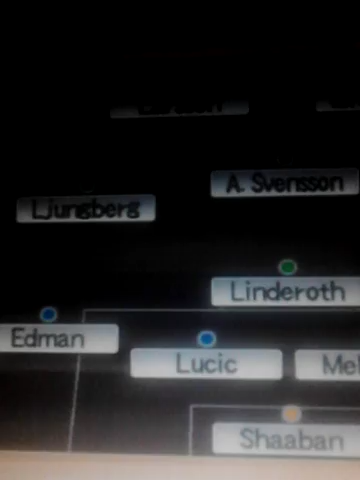 A. Svensson
Ljungberg
Linderoth
Edman
Lucic
Shaaban